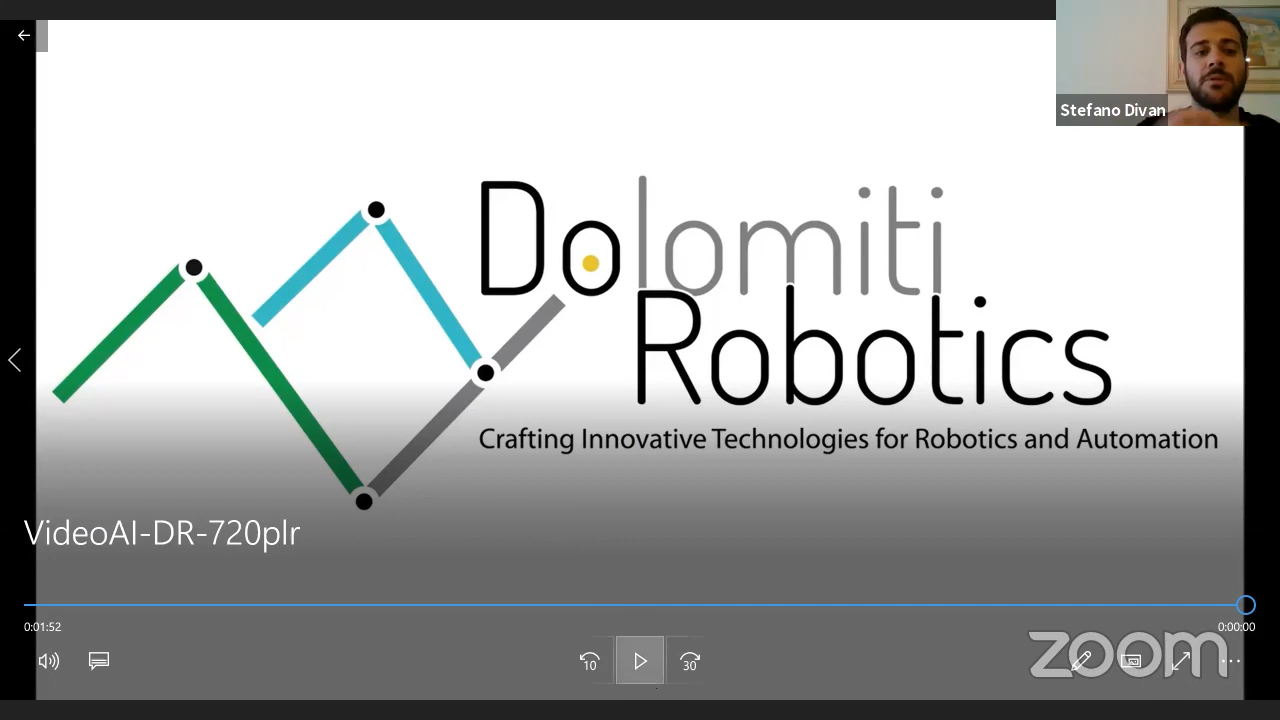 Stefano Divan
Dolomiti
Robotics
Crafting Innovative Technologies for Robotics and Automation
VideoAI-DR-720plr
0:01:52
0:00:00
10
30
zoom